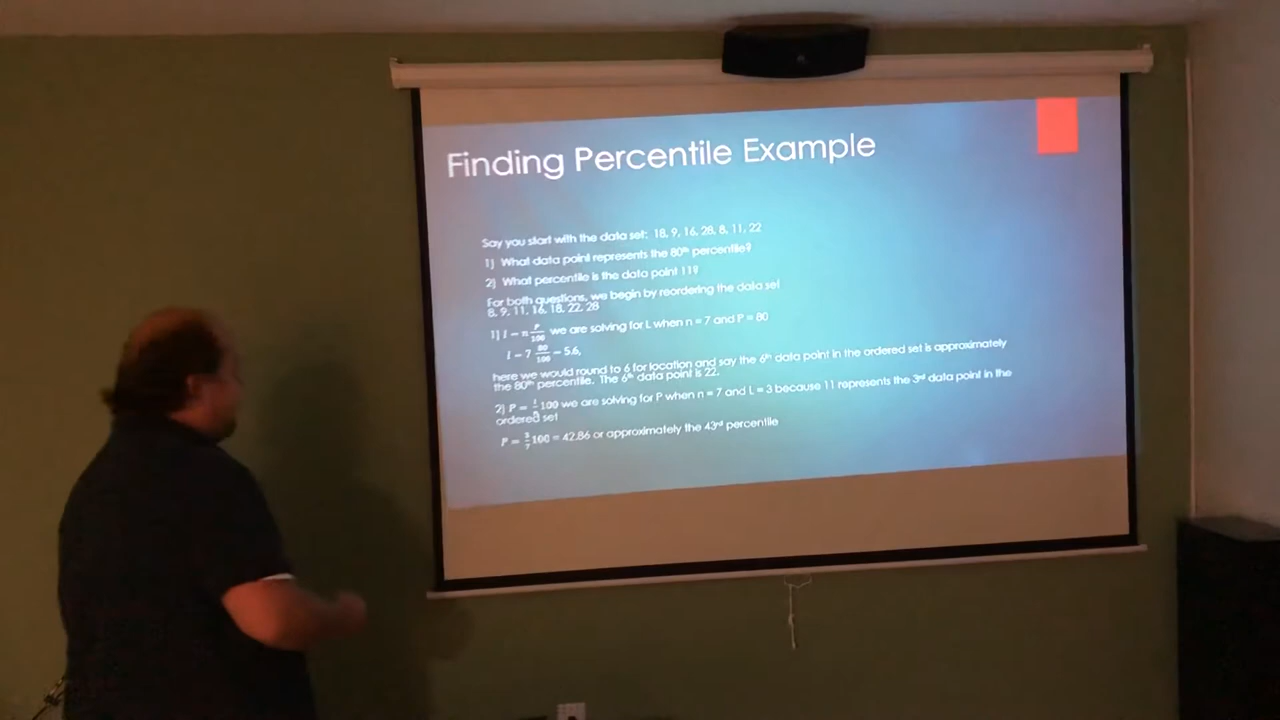 Finding Percentile Example
Say you start with the data set: 18, 9, 16, 28, 8, 11, 22
1) What data point represents the 80th percentile?
2) What percentile is the data point 11?
For both questions, we begin by reordering the data set
8, 9, 11, 16, 18, 22, 28
1) l = n P/100 we are solving for L when n = 7 and P = 80
l = 7 80/100 = 5.6,
here we would round to 6 for location and say the 6th data point in the ordered set is approximately
the 80th percentile. The 6th data point is 22.
2) P = l/n 100 we are solving for P when n = 7 and L = 3 because 11 represents the 3rd data point in the
ordered set
P = 3/7 100 = 42.86 or approximately the 43rd percentile